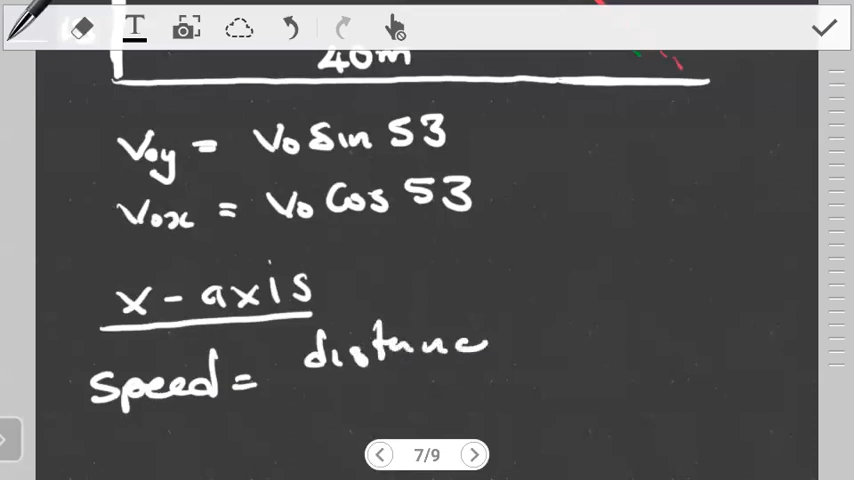 T
40m
Voy = Vo Sin 53
Vox = Vo Cos 53
x - axis
speed = distance
7/9